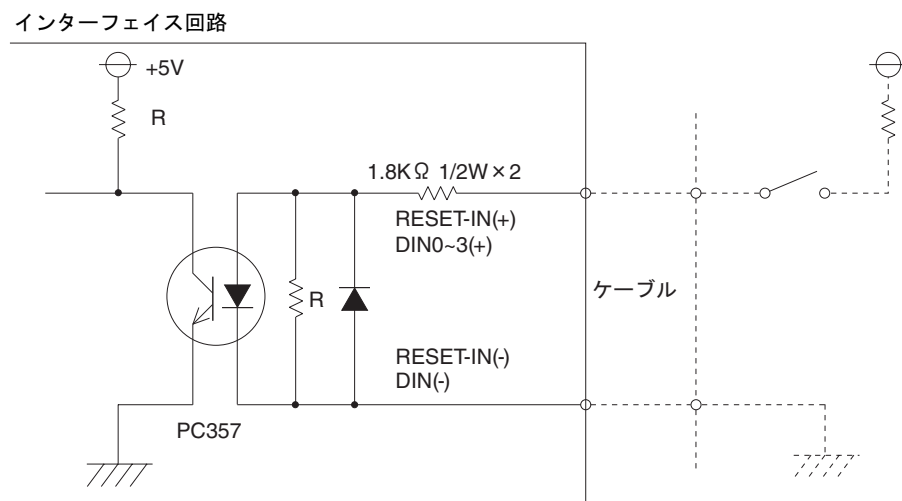 インターフェイス回路
+5V
R
1.8KΩ 1/2W×2
RESET-IN(+)
DIN0~3(+)
R
ケーブル
RESET-IN(-)
DIN(-)
PC357